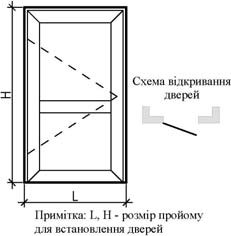 H
Схема відкривання
дверей
L
Примітка: L, H - розмір пройому
для встановлення дверей